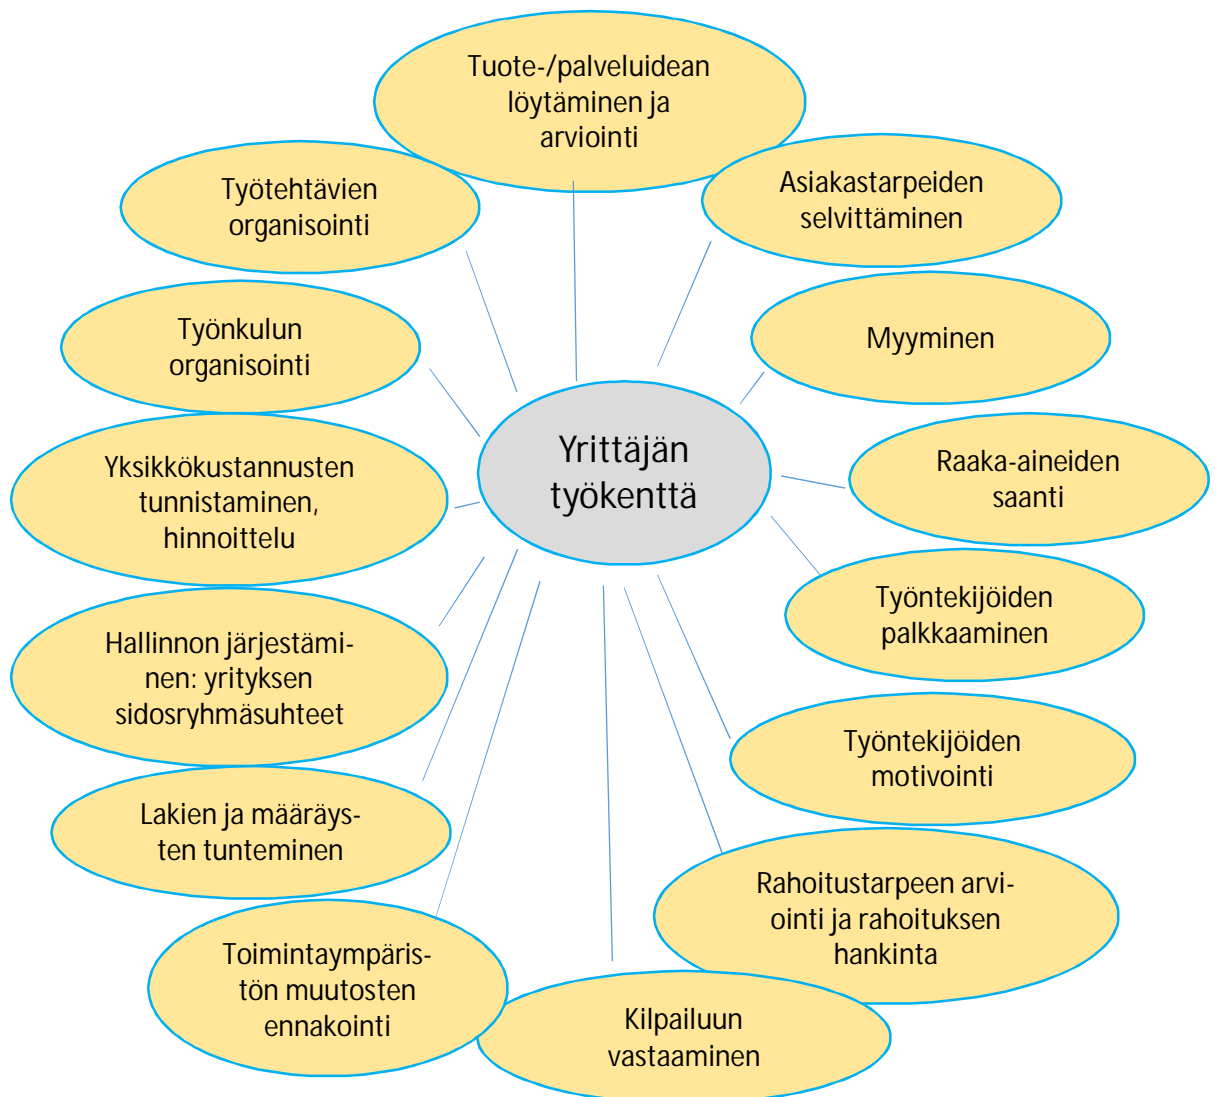 Tuote-/palveluidean
löytäminen ja
arviointi
Asiakastarpeiden
selvittäminen
Myyminen
Raaka-aineiden
saanti
Työntekijöiden
palkkaaminen
Työntekijöiden
motivointi
Rahoitustarpeen arvi-
ointi ja rahoituksen
hankinta
Kilpailuun
vastaaminen
Toimintaympäris-
tön muutosten
ennakointi
Lakien ja määräys-
ten tunteminen
Hallinnon järjestämi-
nen: yrityksen
sidosryhmäsuhteet
Yksikkökustannusten
tunnistaminen,
hinnoittelu
Työnkulun
organisointi
Työtehtävien
organisointi
Yrittäjän
työkenttä